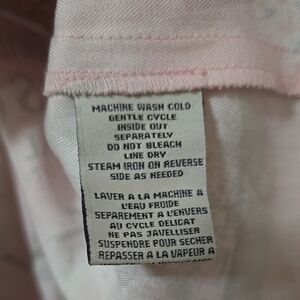 MACHINE WASH COLD
GENTLE CYCLE
INSIDE OUT
SEPARATELY
DO NOT BLEACH
LINE DRY
STEAM IRON ON REVERSE
SIDE AS NEEDED
LAVER A LA MACHINE A
L'EAU FROIDE
SEPAREMENT A L'ENVERS
AU CYCLE DELICAT
NE PAS JAVELLISER
SUSPENDRE POUR SECHER
REPASSER A LA VAPEUR A